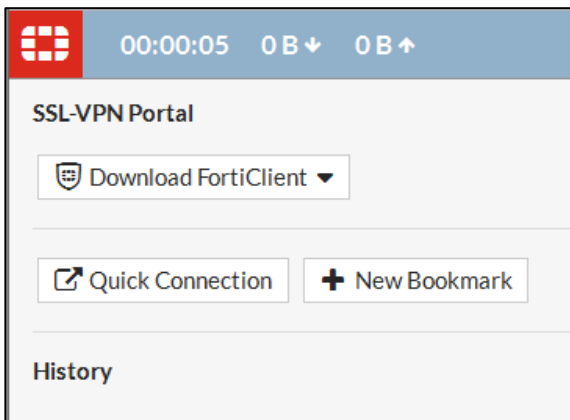 00:00:05 0 B 0 B
SSL-VPN Portal
Download FortiClient
Quick Connection New Bookmark
History